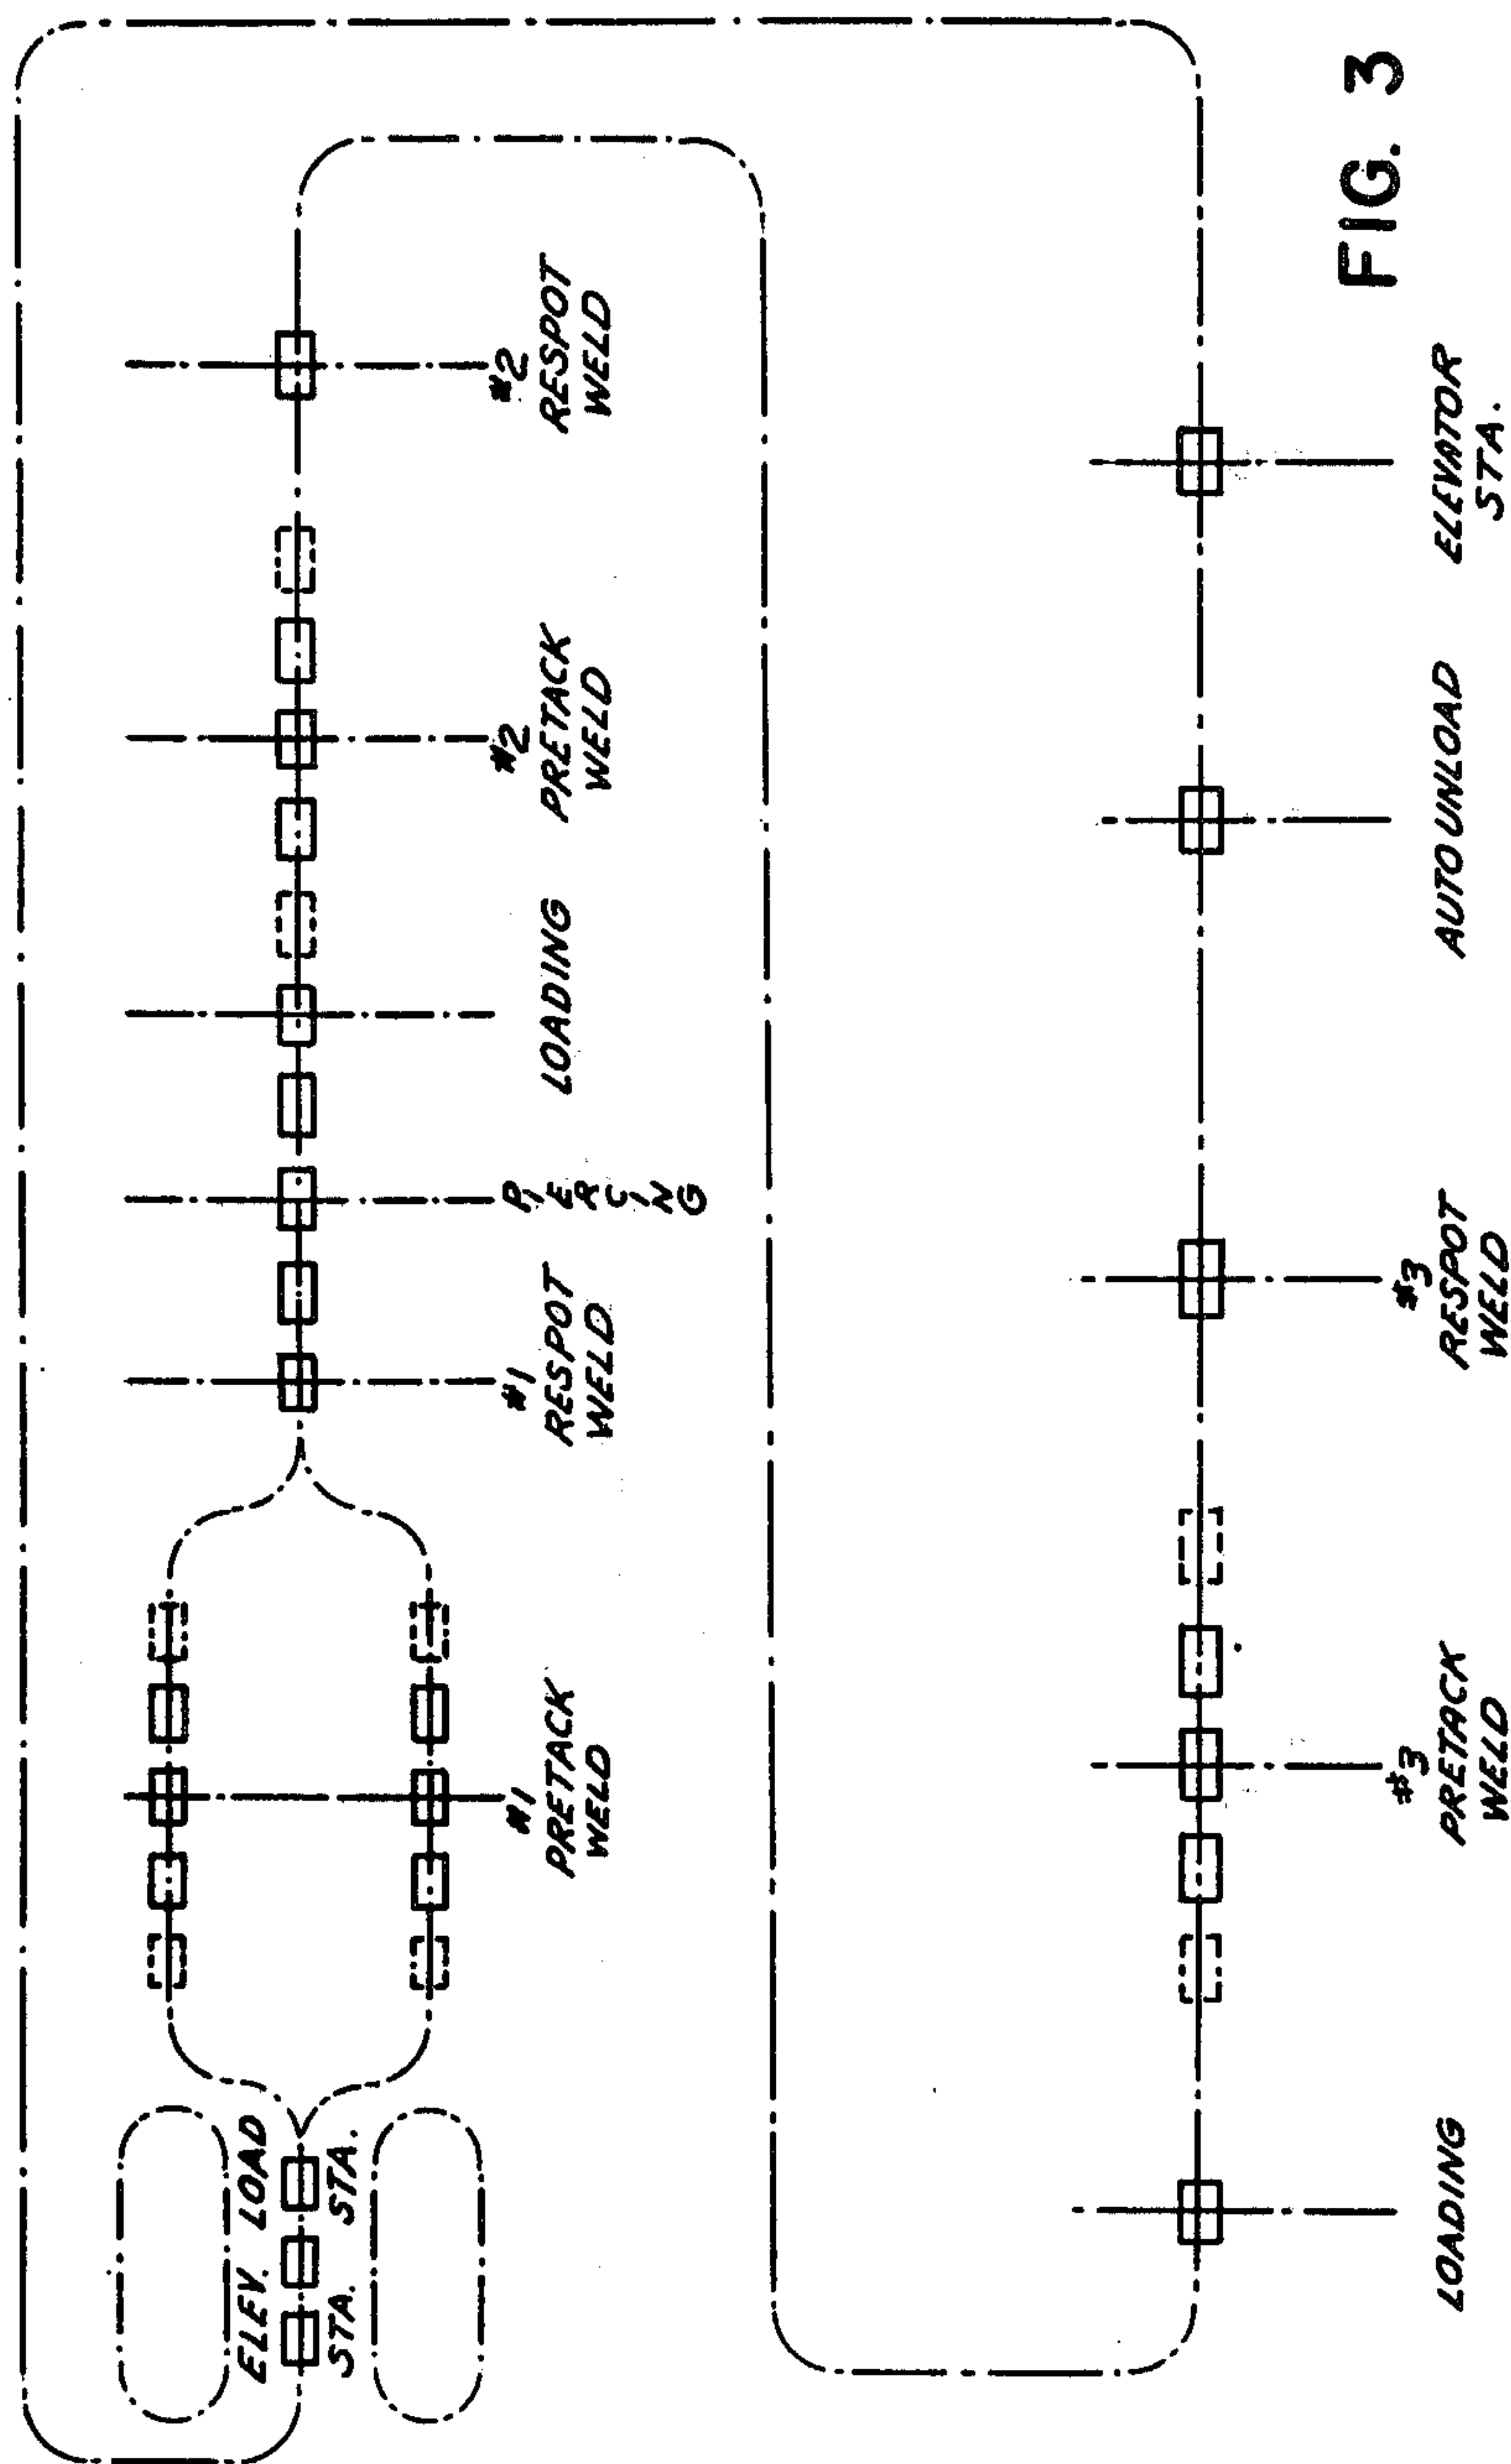 ELEV. LOAD
STA. STA.
#1
PRETACK
WELD
#1
RESPOT
WELD
PIERCING
LOADING
#2
PRETACK
WELD
#2
RESPOT
WELD
LOADING
#3
PRETACK
WELD
#3
RESPOT
WELD
AUTO UNLOAD
ELEVATOR
STA.
FIG. 3